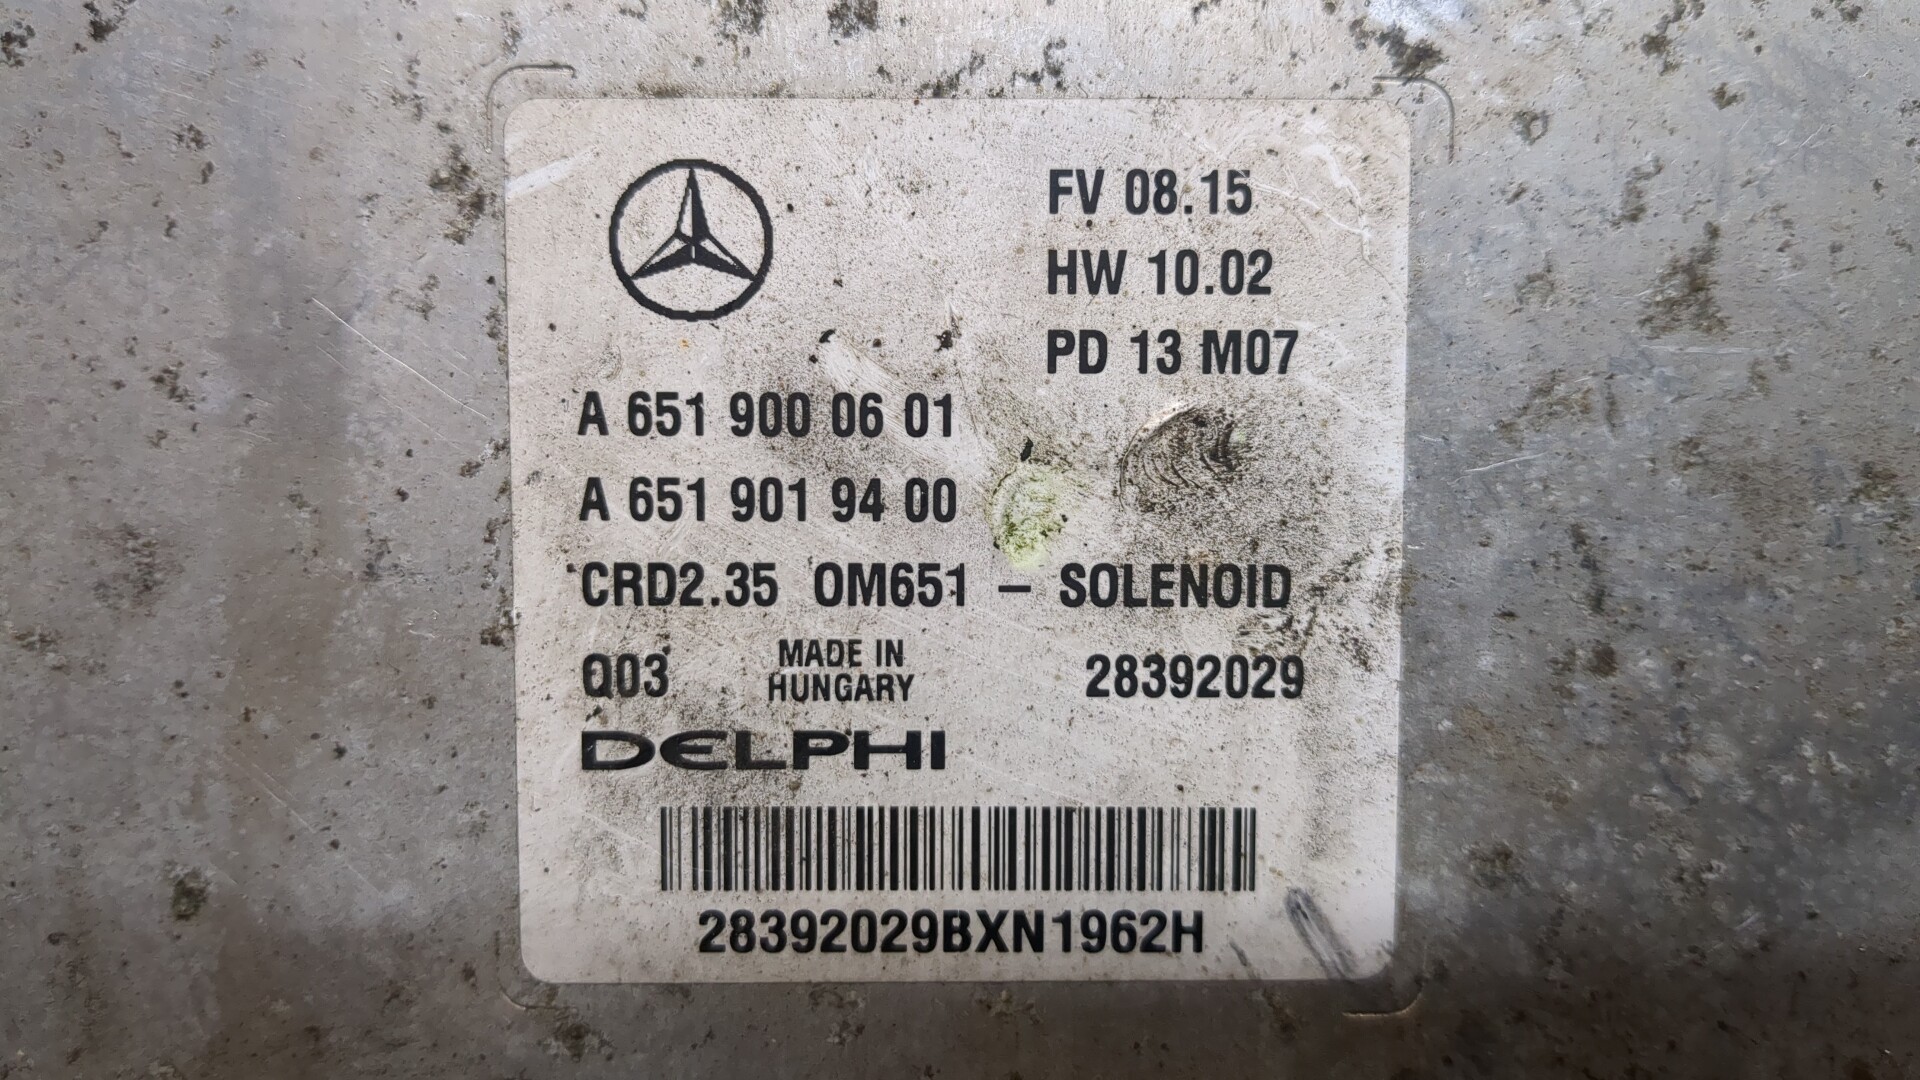 FV 08.15
HW 10.02
PD 13 M07
A 651 900 06 01
A 651 901 94 00
CRD2.35 OM651 – SOLENOID
Q03 MADE IN HUNGARY 28392029
DELPHI
28392029BXN1962H